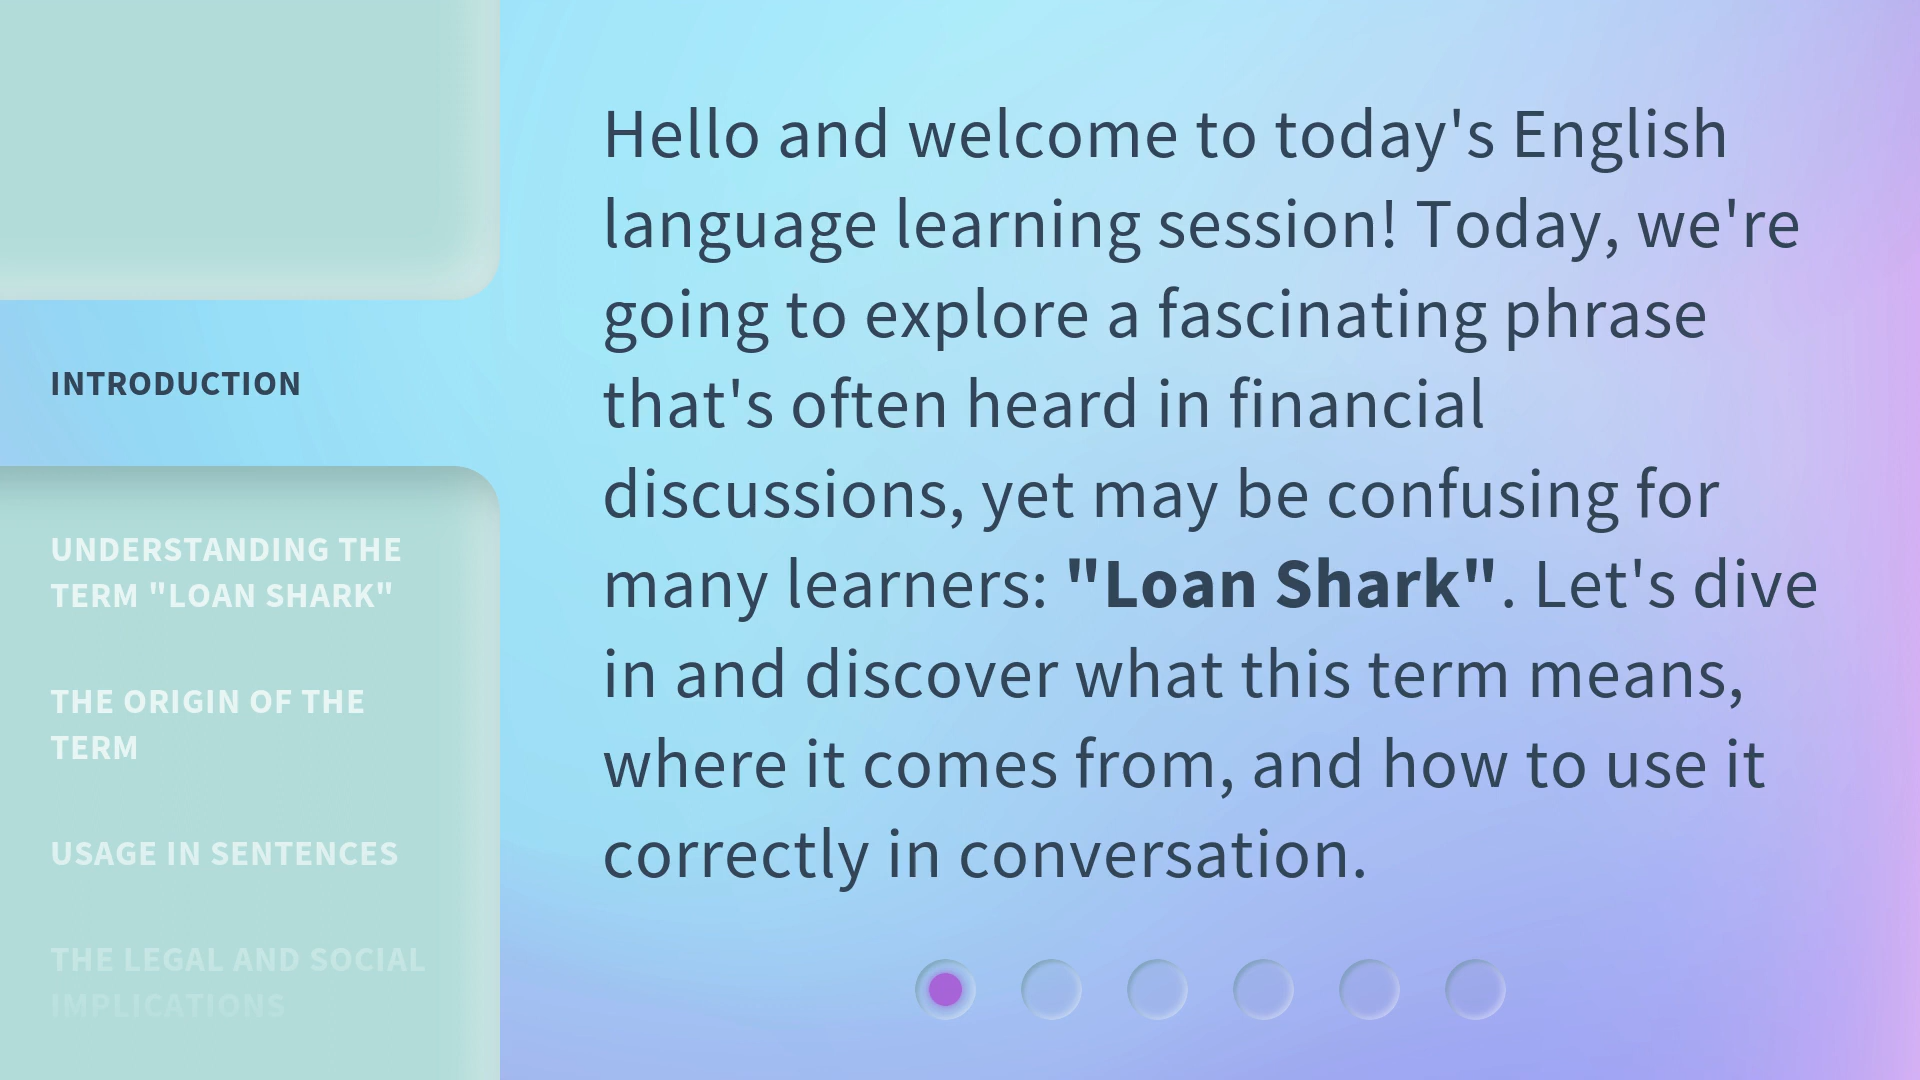 INTRODUCTION
UNDERSTANDING THE
TERM "LOAN SHARK"
THE ORIGIN OF THE
TERM
USAGE IN SENTENCES
THE LEGAL AND SOCIAL
IMPLICATIONS
Hello and welcome to today's English
language learning session! Today, we're
going to explore a fascinating phrase
that's often heard in financial
discussions, yet may be confusing for
many learners: "Loan Shark". Let's dive
in and discover what this term means,
where it comes from, and how to use it
correctly in conversation.